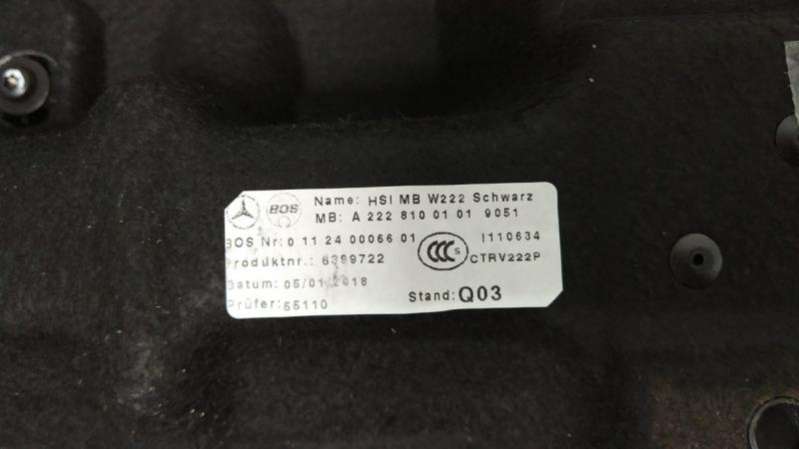 BOS
Name: HSI MB W222 Schwarz
MB: A 222 810 01 01 9051
BOS Nr: 0 11 24 00066 01
I110634
Produktnr.: 6399722
CCC S
CTRV222P
Datum: 05/01/2018
Prüfer: 55110
Stand: Q03